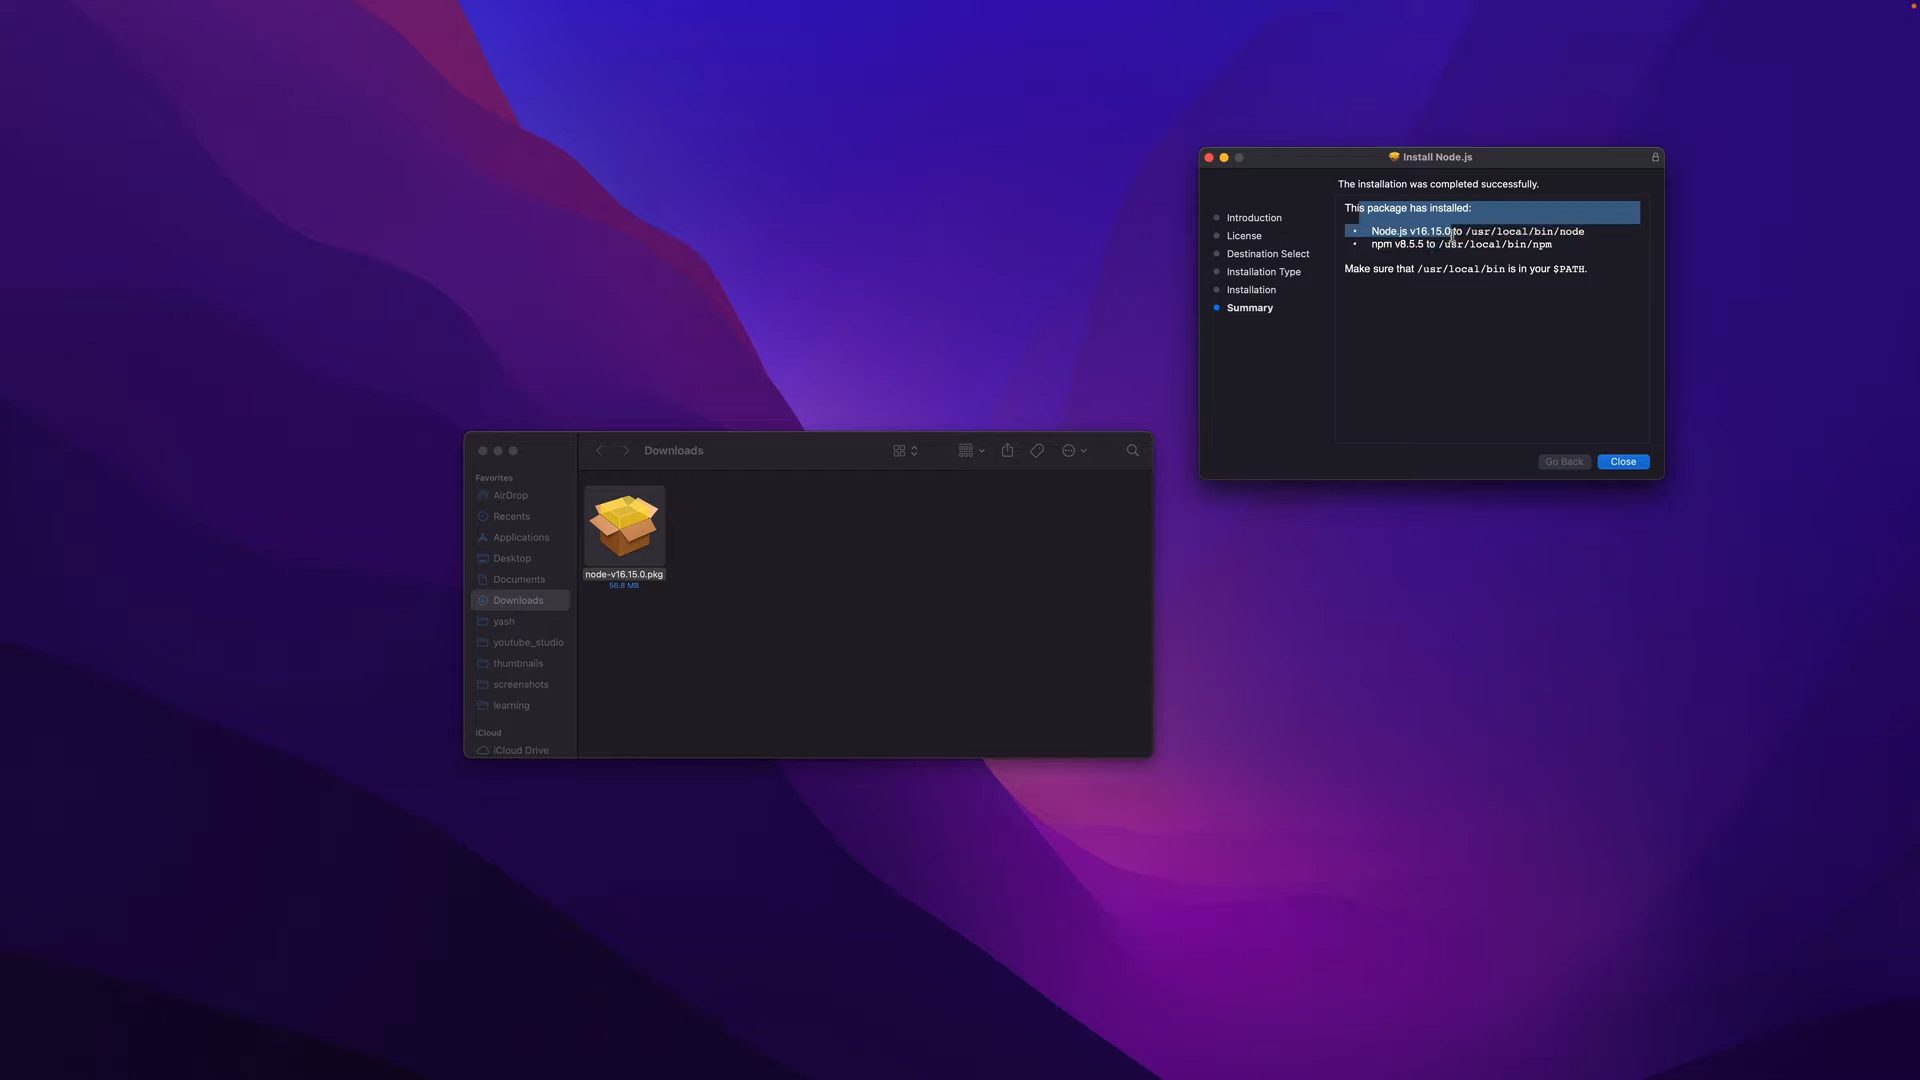 Install Node.js
The installation was completed successfully.
Introduction
License
Destination Select
Installation Type
Installation
Summary
This package has installed:
• Node.js v16.15.0 to /usr/local/bin/node
• npm v8.5.5 to /usr/local/bin/npm
Make sure that /usr/local/bin is in your $PATH.
Go Back
Close
Downloads
Favorites
AirDrop
Recents
Applications
Desktop
Documents
Downloads
yash
youtube_studio
thumbnails
screenshots
learning
iCloud
iCloud Drive
node-v16.15.0.pkg
56.8 MB